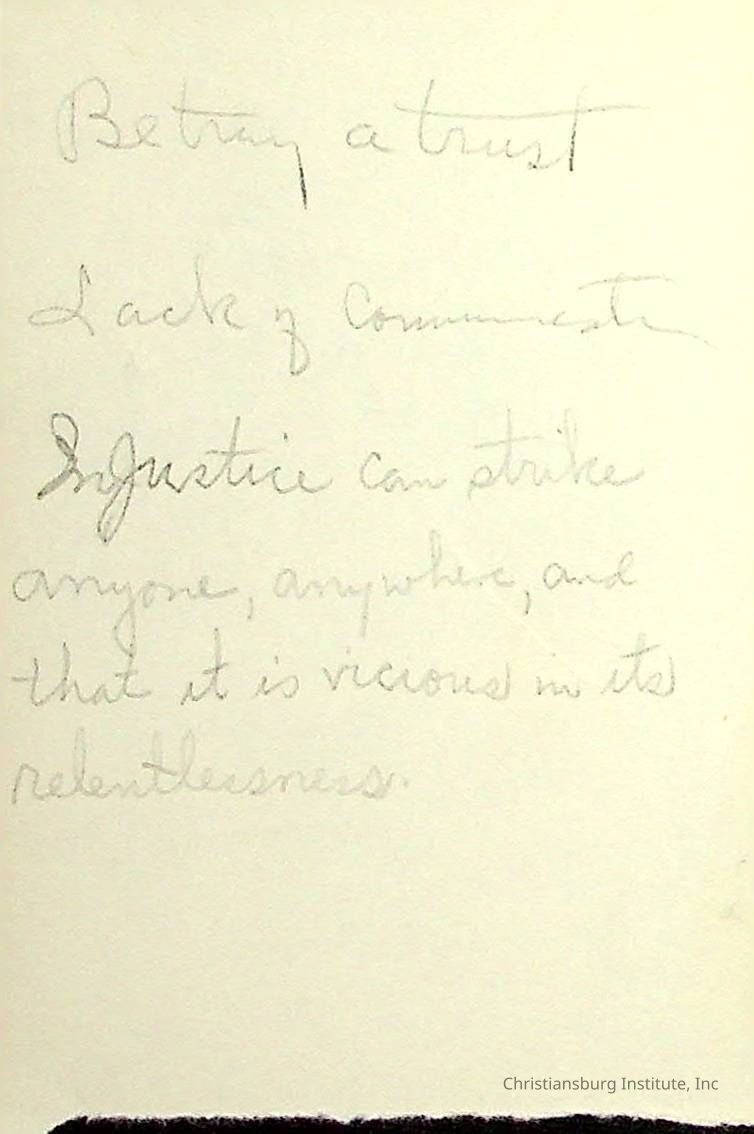 Betray a trust
Lack of Communicatn
InJustice can strike
anyone, anywhere, and
that it is vicious in its
relentlessness.
Christiansburg Institute, Inc